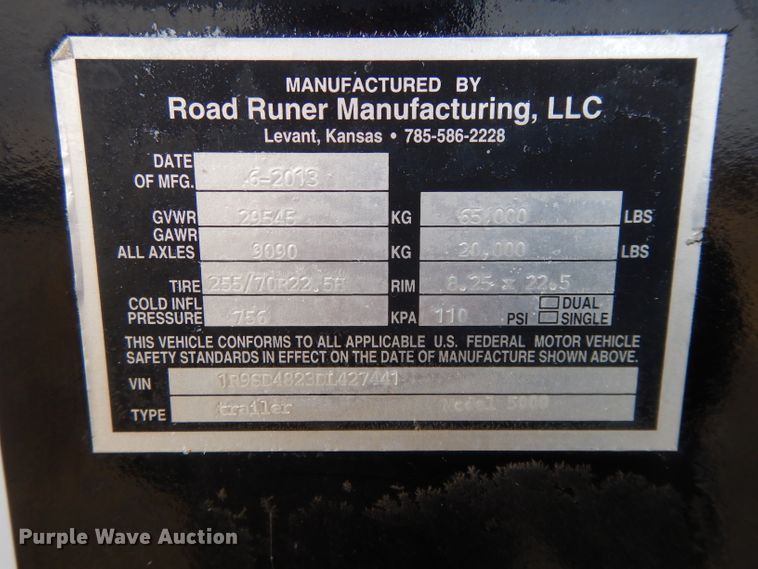 MANUFACTURED BY
Road Runer Manufacturing, LLC
Levant, Kansas • 785-586-2228
DATE OF MFG. 6-2013
GVWR 29545 KG 65,000 LBS
GAWR ALL AXLES 9090 KG 20,000 LBS
TIRE 255/70R22.5H RIM 8.25 x 22.5
COLD INFL PRESSURE 756 KPA 110 PSI DUAL SINGLE
THIS VEHICLE CONFORMS TO ALL APPLICABLE U.S. FEDERAL MOTOR VEHICLE
SAFETY STANDARDS IN EFFECT ON THE DATE OF MANUFACTURE SHOWN ABOVE.
VIN 1R9SD4823DL427441
TYPE trailer Model
Purple Wave Auction